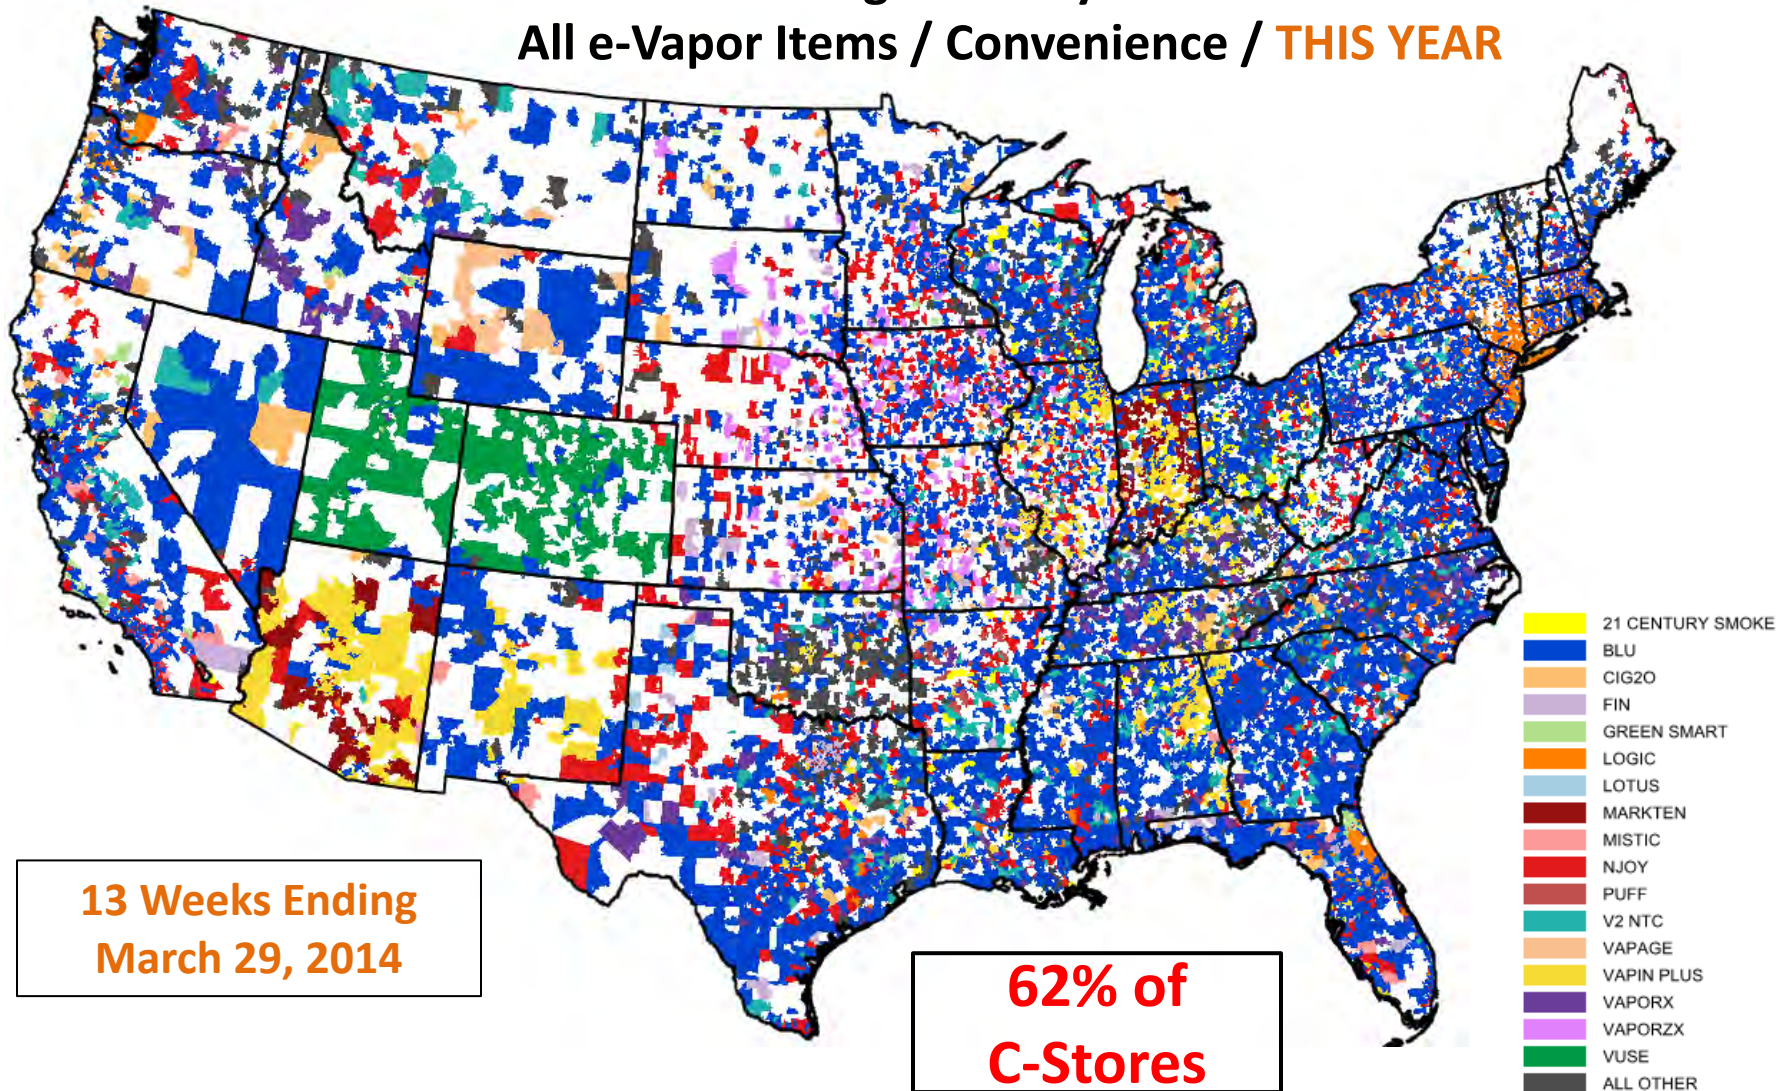 All e-Vapor Items / Convenience / THIS YEAR
13 Weeks Ending
March 29, 2014
62% of
C-Stores
21 CENTURY SMOKE
BLU
CIG2O
FIN
GREEN SMART
LOGIC
LOTUS
MARKTEN
MISTIC
NJOY
PUFF
V2 NTC
VAPAGE
VAPIN PLUS
VAPORX
VAPORZX
VUSE
ALL OTHER